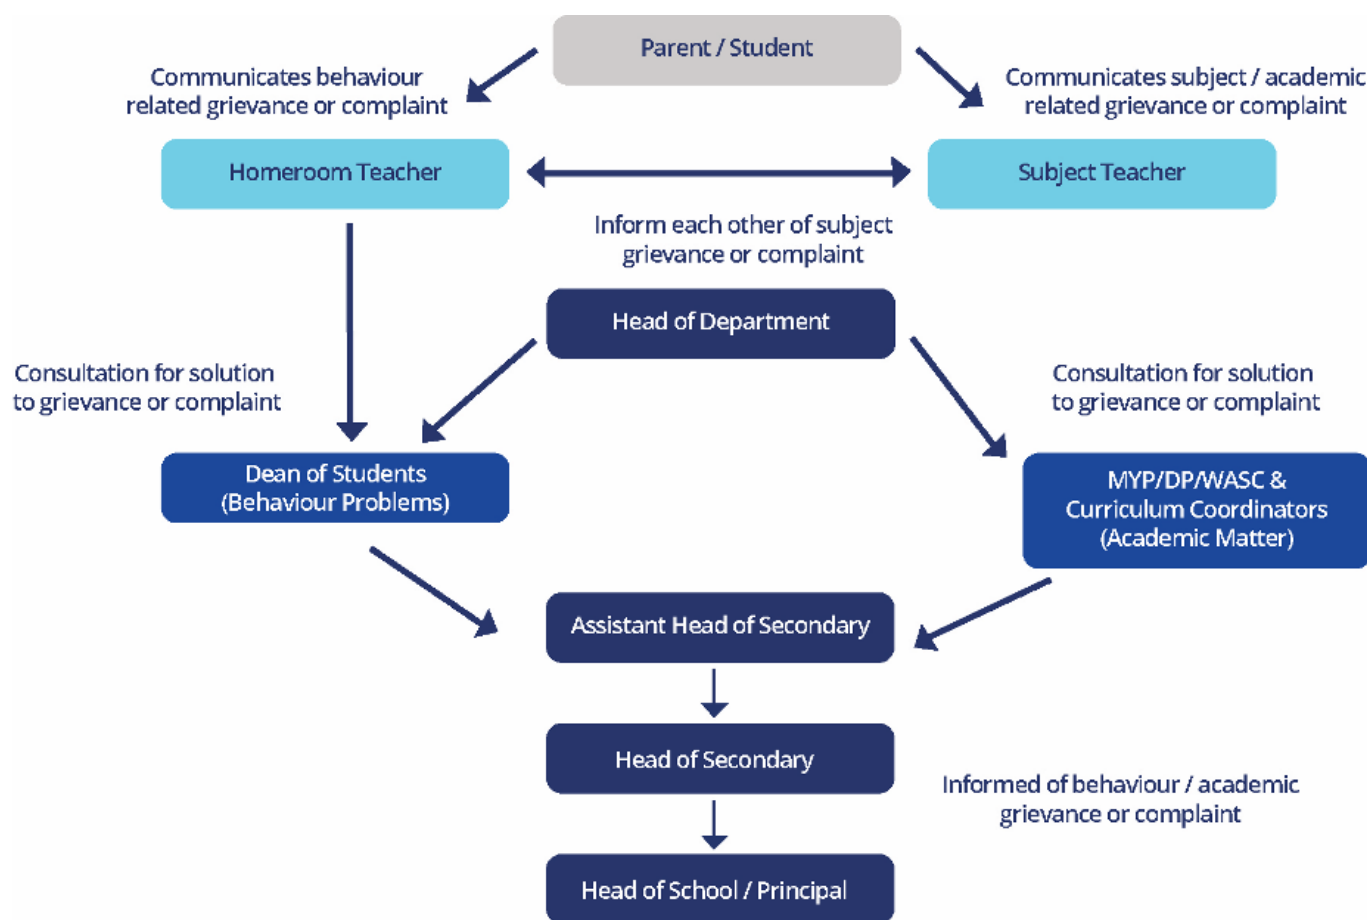 Parent / Student
Communicates behaviour
related grievance or complaint
Communicates subject / academic
related grievance or complaint
Homeroom Teacher
Subject Teacher
Inform each other of subject
grievance or complaint
Head of Department
Consultation for solution
to grievance or complaint
Consultation for solution
to grievance or complaint
Dean of Students
(Behaviour Problems)
MYP/DP/WASC &
Curriculum Coordinators
(Academic Matter)
Assistant Head of Secondary
Head of Secondary
Informed of behaviour / academic
grievance or complaint
Head of School / Principal